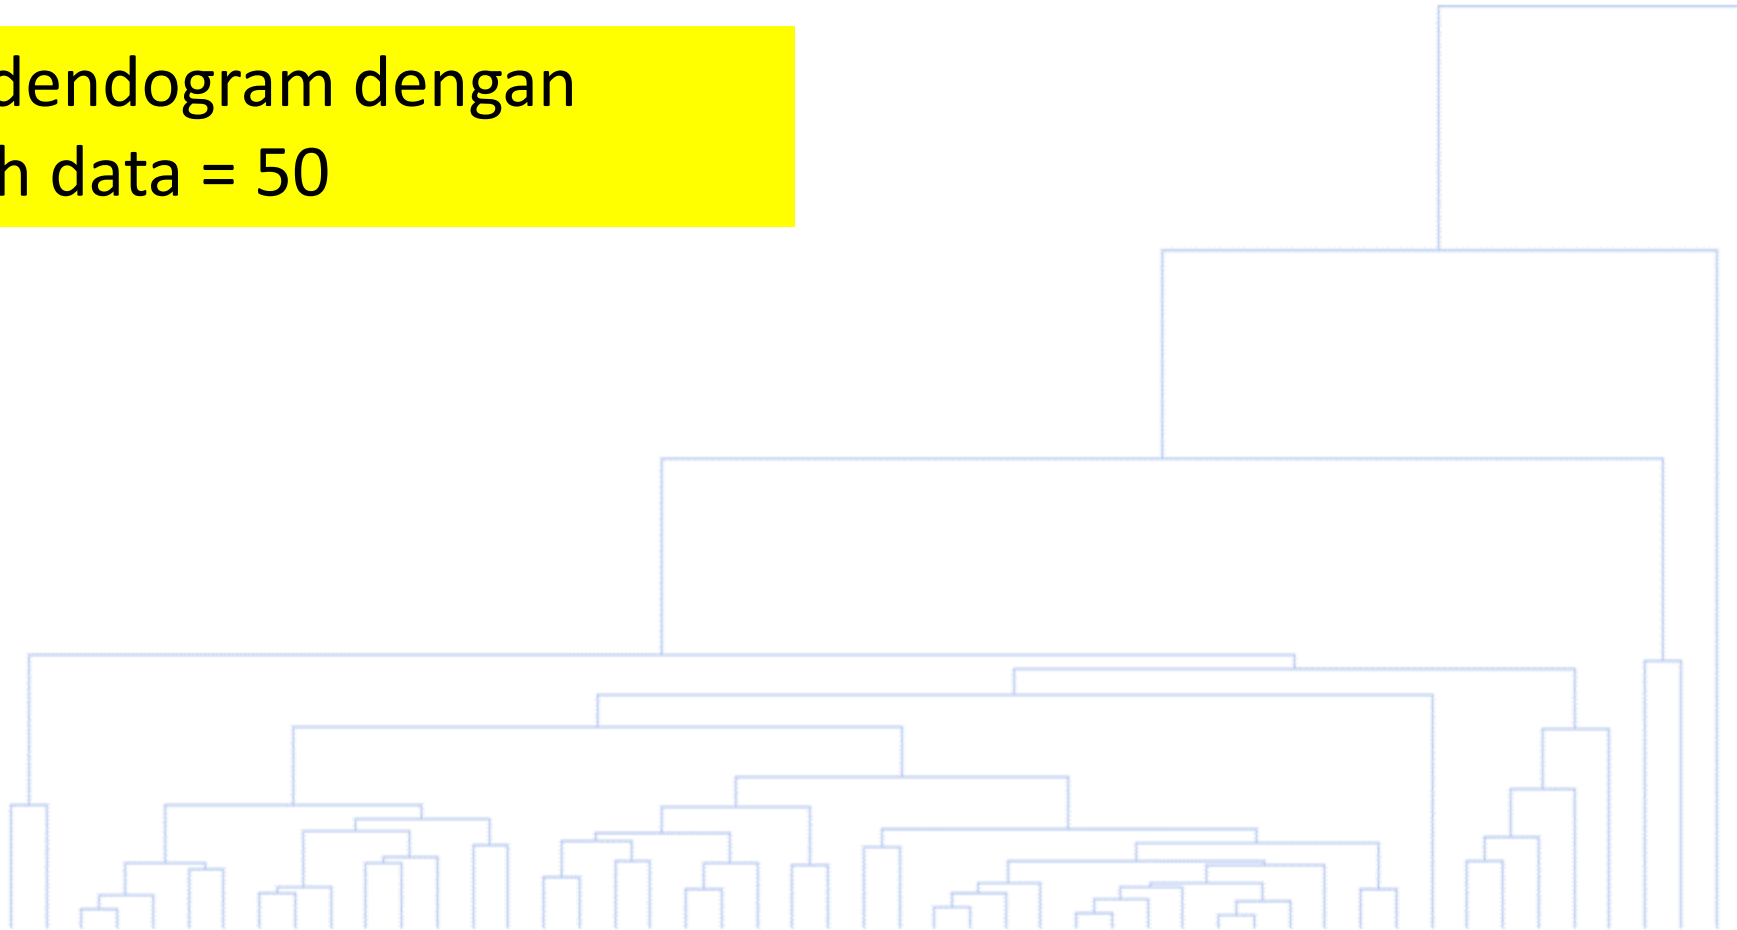 dendogram dengan
h data = 50